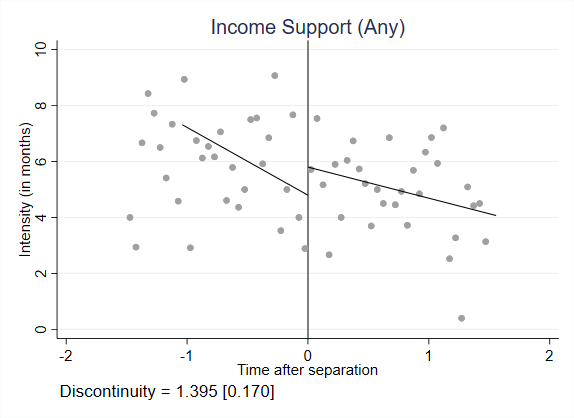 Income Support (Any)
Intensity (in months)
10
8
6
4
2
0
-2 -1 0 1 2
Time after separation
Discontinuity = 1.395 [0.170]